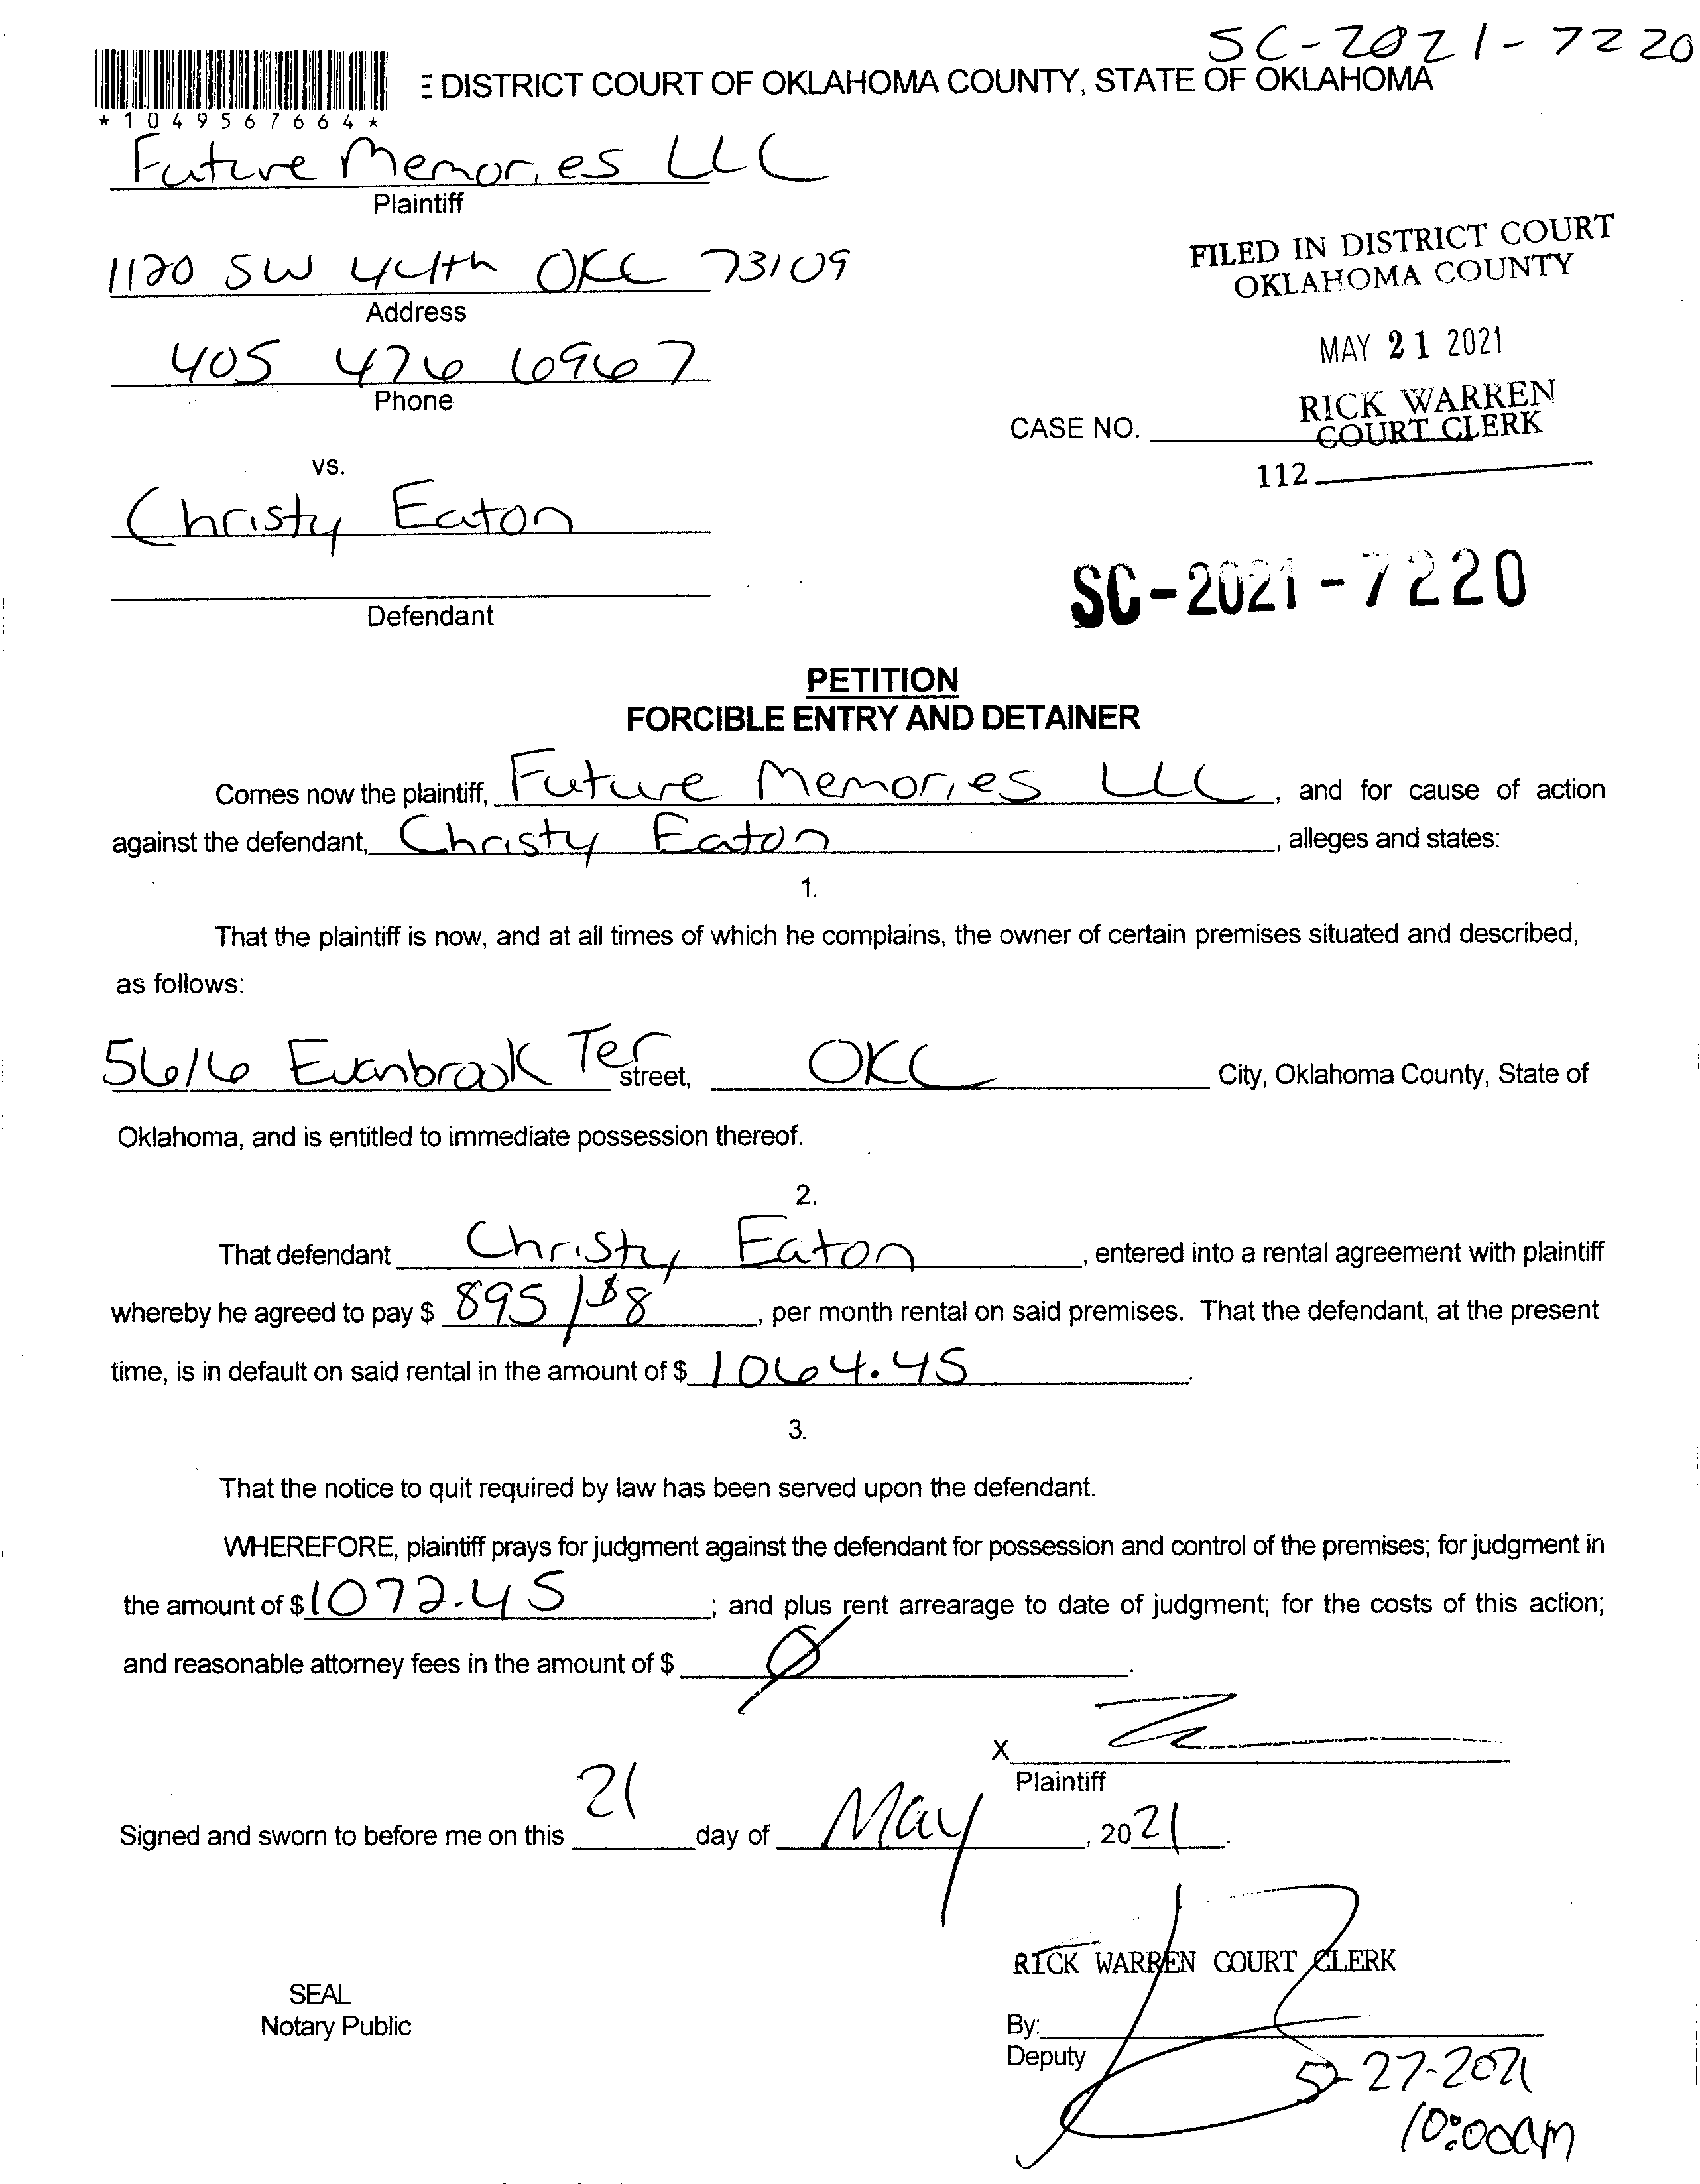 SC-2021-7220
E DISTRICT COURT OF OKLAHOMA COUNTY, STATE OF OKLAHOMA
*1049567664*
Future Memories LLC
Plaintiff
1120 SW 44th OKC 73109
Address
405 476 6967
Phone
FILED IN DISTRICT COURT
OKLAHOMA COUNTY
MAY 21 2021
RICK WARREN
COURT CLERK
CASE NO.
112
vs.
Christy Eaton
Defendant
SC-2021-7220
PETITION
FORCIBLE ENTRY AND DETAINER
Comes now the plaintiff, Future Memories LLC, and for cause of action
against the defendant, Christy Eaton, alleges and states:
1.
That the plaintiff is now, and at all times of which he complains, the owner of certain premises situated and described,
as follows:
5616 Evanbrook Ter street, OKC City, Oklahoma County, State of
Oklahoma, and is entitled to immediate possession thereof.
2.
That defendant Christy Eaton, entered into a rental agreement with plaintiff
whereby he agreed to pay $ 895/$8, per month rental on said premises. That the defendant, at the present
time, is in default on said rental in the amount of $ 1064.45.
3.
That the notice to quit required by law has been served upon the defendant.
WHEREFORE, plaintiff prays for judgment against the defendant for possession and control of the premises; for judgment in
the amount of $ 1072.45; and plus rent arrearage to date of judgment; for the costs of this action;
and reasonable attorney fees in the amount of $ Ø.
X
Plaintiff
Signed and sworn to before me on this 21 day of May, 2021.
RICK WARREN COURT CLERK
SEAL
Notary Public
By:
Deputy
5-27-2021
10:00am